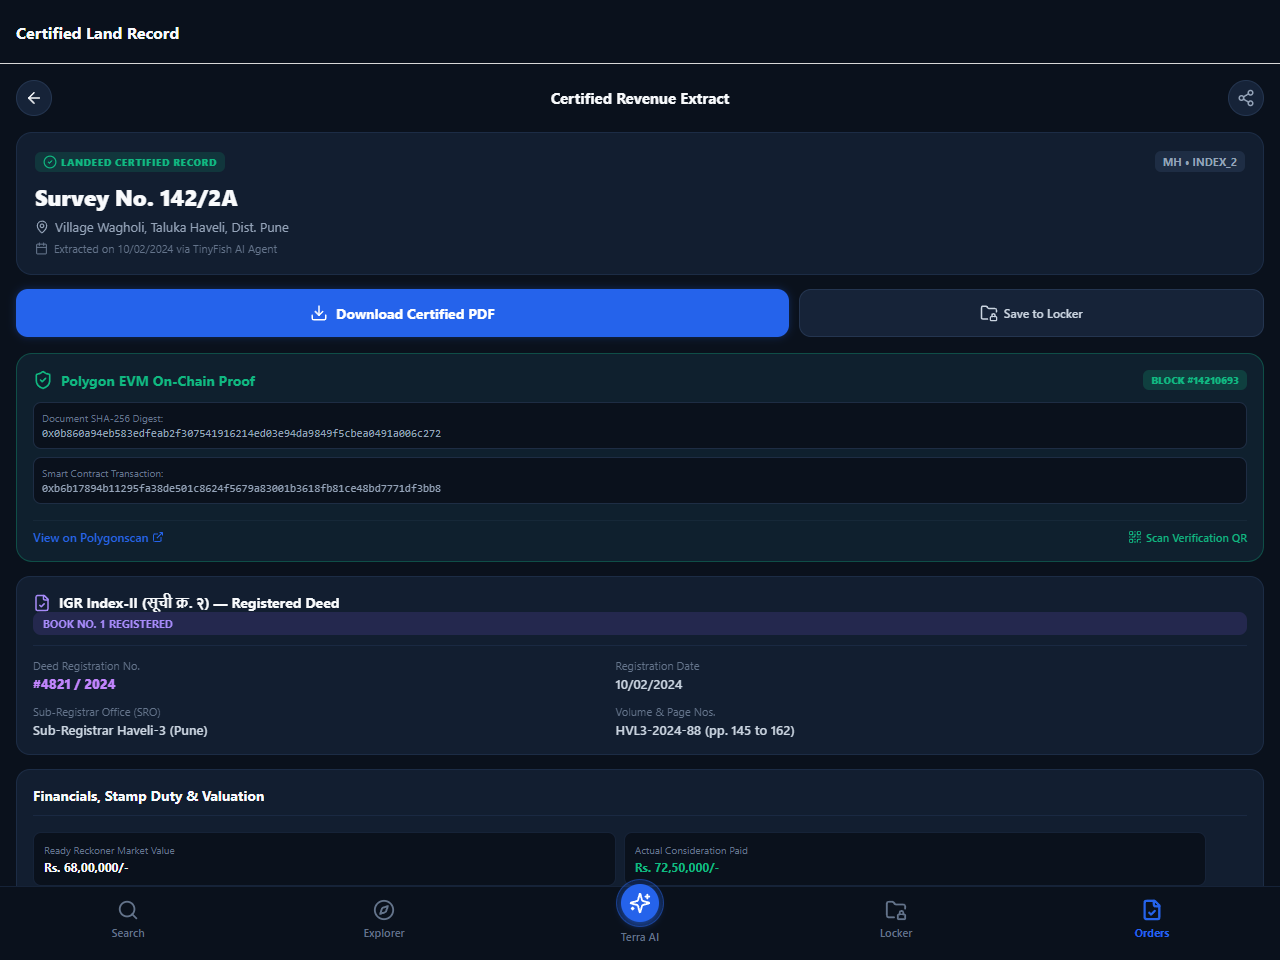 Certified Land Record
Certified Revenue Extract
LANDEED CERTIFIED RECORD
MH • INDEX_2
Survey No. 142/2A
Village Wagholi, Taluka Haveli, Dist. Pune
Extracted on 10/02/2024 via TinyFish AI Agent
Download Certified PDF
Save to Locker
Polygon EVM On-Chain Proof
BLOCK #14210693
Document SHA-256 Digest:
0x0b860a94eb583edfeab2f307541916214ed03e94da9849f5cbea0491a006c272
Smart Contract Transaction:
0xb6b17894b11295fa38de501c8624f5679a83001b3618fb81ce48bd7771df3bb8
View on Polygonscan
Scan Verification QR
IGR Index-II (सूची क्र. २) — Registered Deed
BOOK NO. 1 REGISTERED
Deed Registration No.
#4821 / 2024
Registration Date
10/02/2024
Sub-Registrar Office (SRO)
Sub-Registrar Haveli-3 (Pune)
Volume & Page Nos.
HVL3-2024-88 (pp. 145 to 162)
Financials, Stamp Duty & Valuation
Ready Reckoner Market Value
Rs. 68,00,000/-
Actual Consideration Paid
Rs. 72,50,000/-
Search
Explorer
Terra AI
Locker
Orders